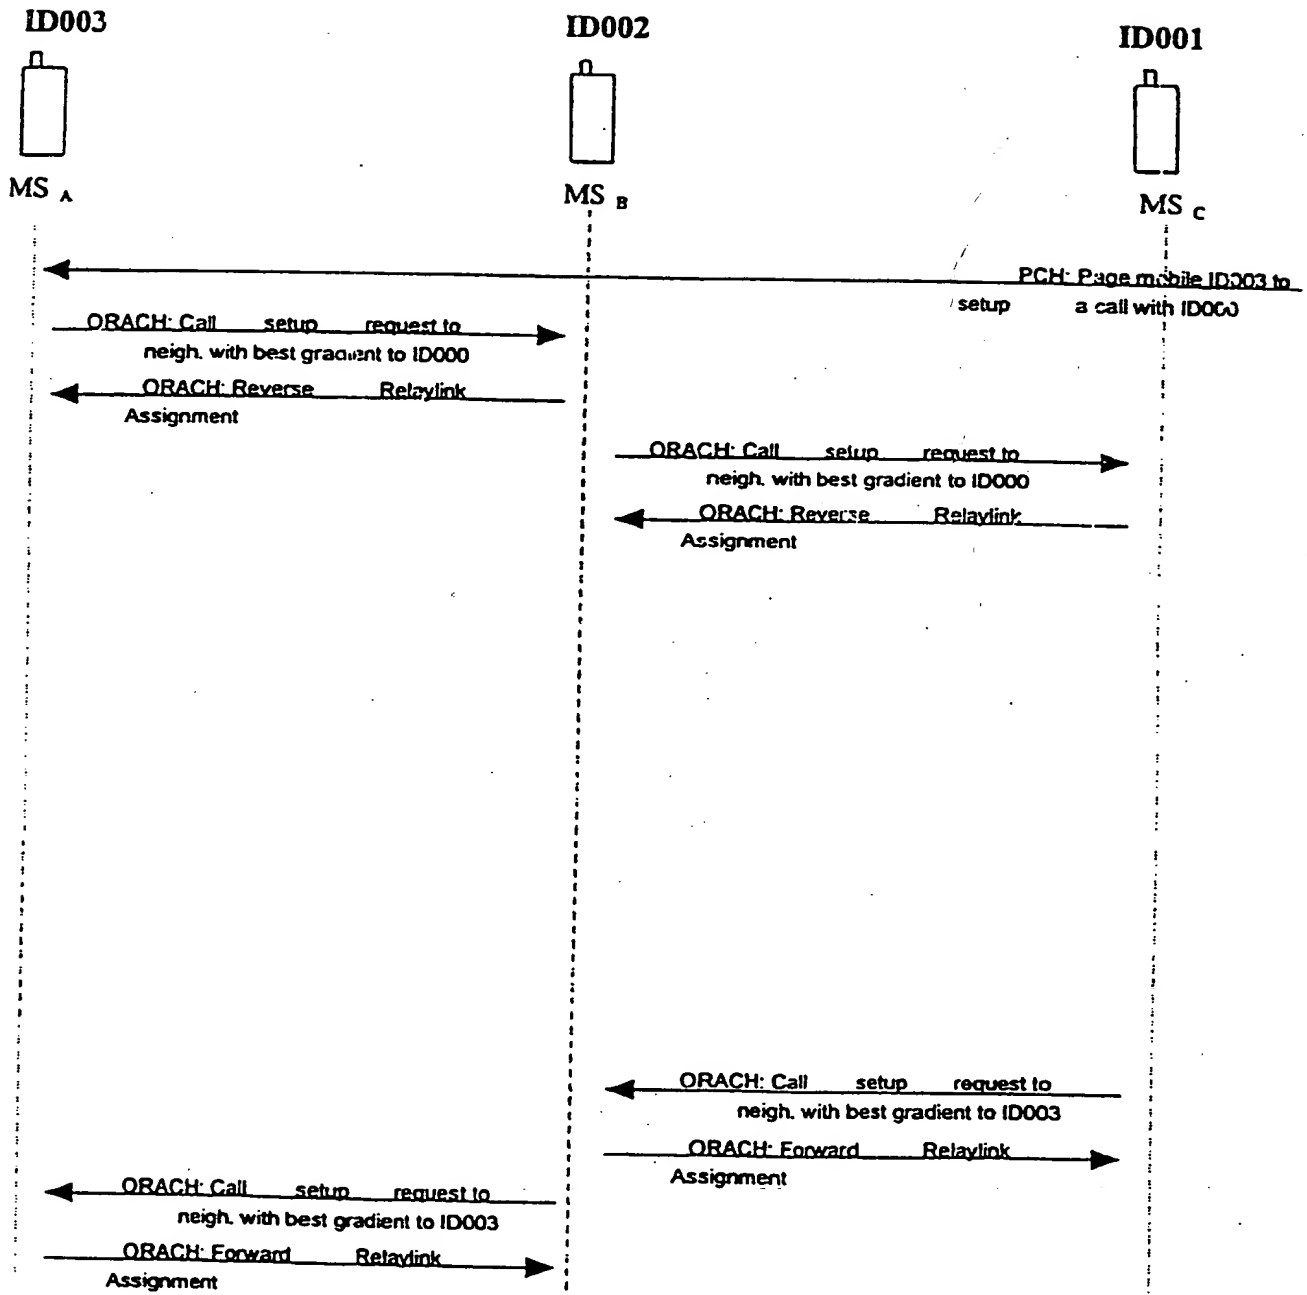 ID003
ID002
ID001
MS A
MS B
MS C
PCH: Page mobile ID003 to
setup a call with ID000
ORACH: Call setup request to
neigh. with best gradient to ID000
ORACH: Reverse Relaylink
Assignment
ORACH: Call setup request to
neigh. with best gradient to ID000
ORACH: Reverse Relaylink
Assignment
ORACH: Call setup request to
neigh. with best gradient to ID003
ORACH: Forward Relaylink
Assignment
ORACH: Call setup request to
neigh. with best gradient to ID003
ORACH: Forward Relaylink
Assignment